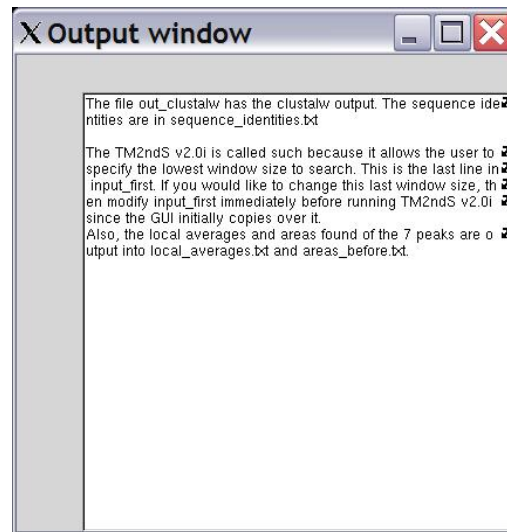 X Output window
The file out_clustalw has the clustalw output. The sequence ide
ntities are in sequence_identities.txt
The TM2ndS v2.0i is called such because it allows the user to
specify the lowest window size to search. This is the last line in
input_first. If you would like to change this last window size, th
en modify input_first immediately before running TM2ndS v2.0i
since the GUI initially copies over it.
Also, the local averages and areas found of the 7 peaks are o
utput into local_averages.txt and areas_before.txt.